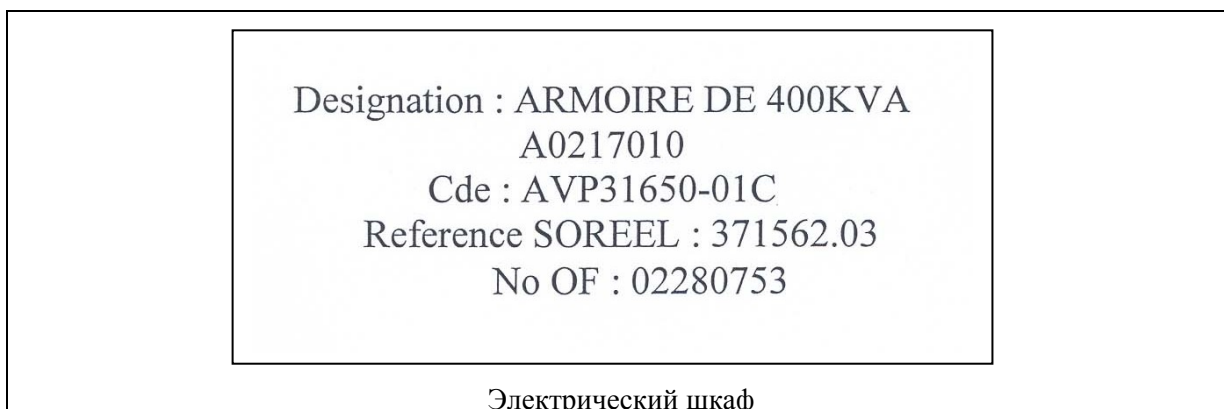 Designation : ARMOIRE DE 400KVA
A0217010
Cde : AVP31650-01C
Reference SOREEL : 371562.03
No OF : 02280753
Электрический шкаф